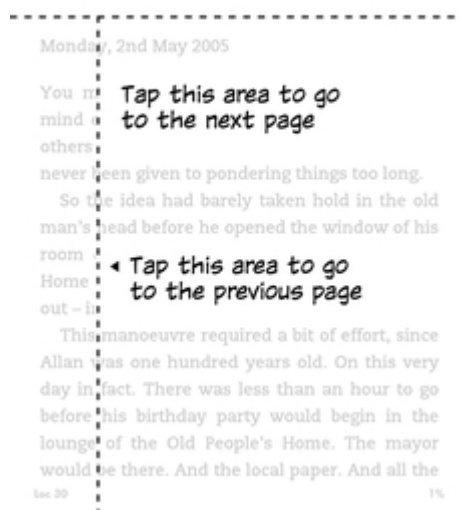 Monday, 2nd May 2005
You
Tap this area to go
mind
to the next page
others
never been given to pondering things too long.
So the idea had barely taken hold in the old
man's head before he opened the window of his
room
Tap this area to go
Home
to the previous page
out –
This manoeuvre required a bit of effort, since
Allan was one hundred years old. On this very
day in fact. There was less than an hour to go
before his birthday party would begin in the
lounge of the Old People's Home. The mayor
would be there. And the local paper. And all the
Loc 30
1%